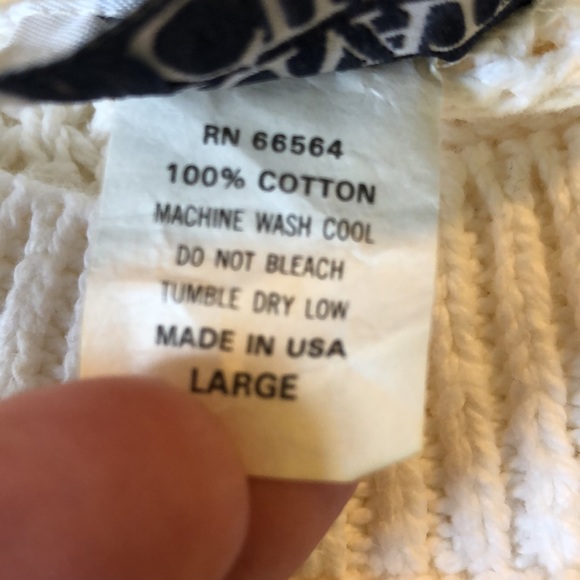 RN 66564
100% COTTON
MACHINE WASH COOL
DO NOT BLEACH
TUMBLE DRY LOW
MADE IN USA
LARGE